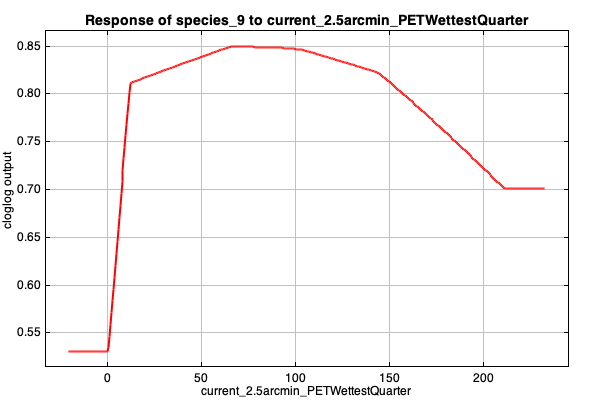 Response of species_9 to current_2.5arcmin_PETWettestQuarter
0.85
0.80
0.75
0.70
0.65
0.60
0.55
cloglog output
0 50 100 150 200
current_2.5arcmin_PETWettestQuarter